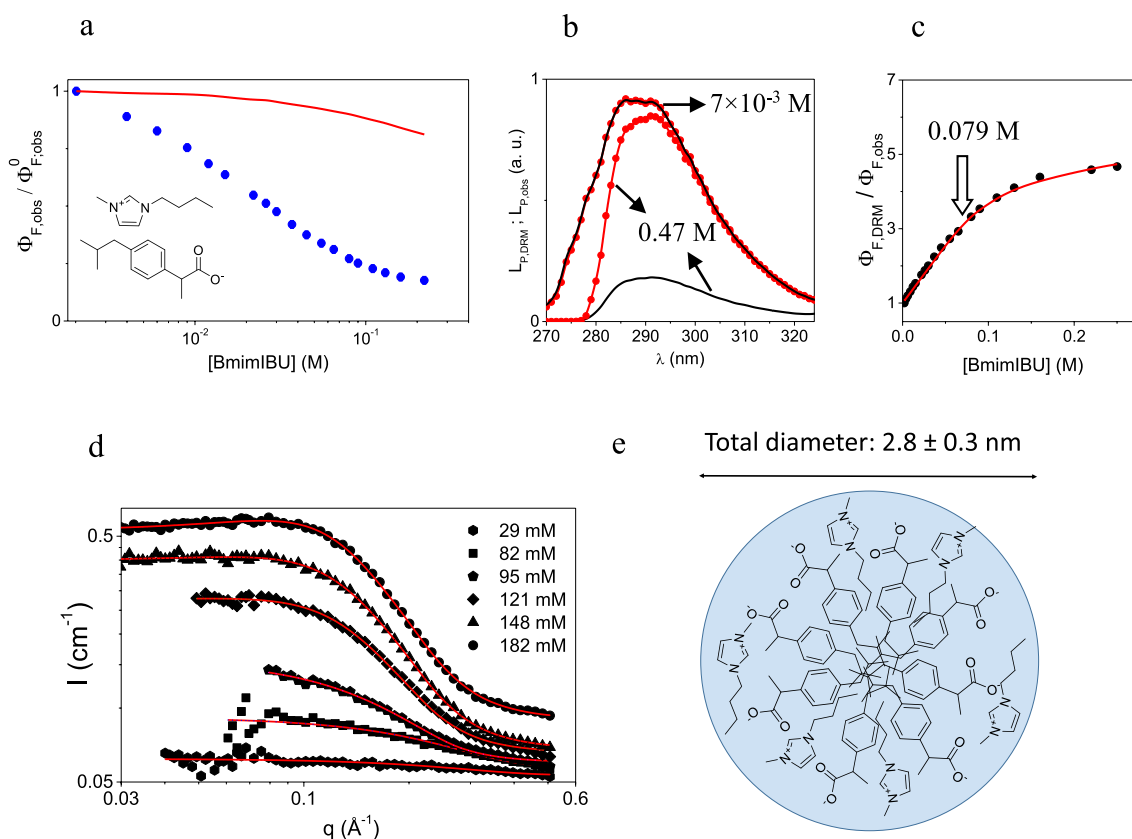 a
Φ_F,obs / Φ⁰_F;obs
1
0
10⁻²
10⁻¹
[BmimIBU] (M)
N⁺
N
O
O⁻
b
L_P,DRM ; L_P,obs (a. u.)
1
0
7×10⁻³ M
0.47 M
270 280 290 300 310 320
λ (nm)
c
Φ_F,DRM / Φ_F,obs
7
5
3
1
0.079 M
0.0
0.1
0.2
[BmimIBU] (M)
d
I (cm⁻¹)
0.5
0.05
29 mM
82 mM
95 mM
121 mM
148 mM
182 mM
0.03
0.1
0.6
q (Å⁻¹)
e
Total diameter: 2.8 ± 0.3 nm